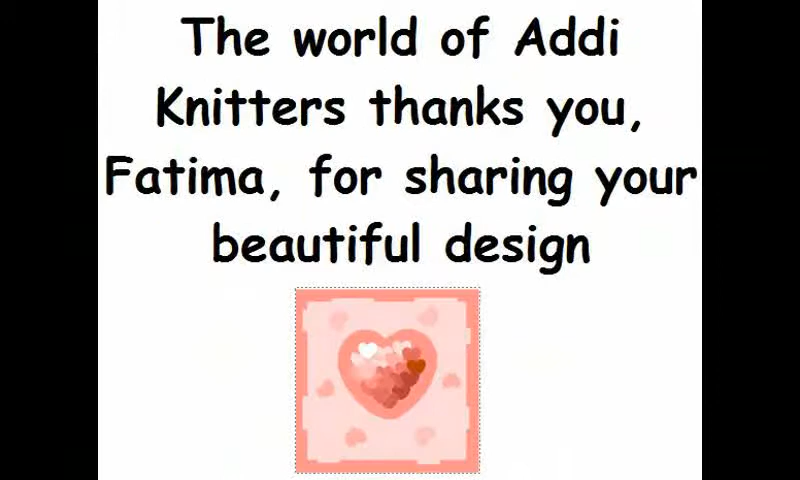 The world of Addi
Knitters thanks you,
Fatima, for sharing your
beautiful design